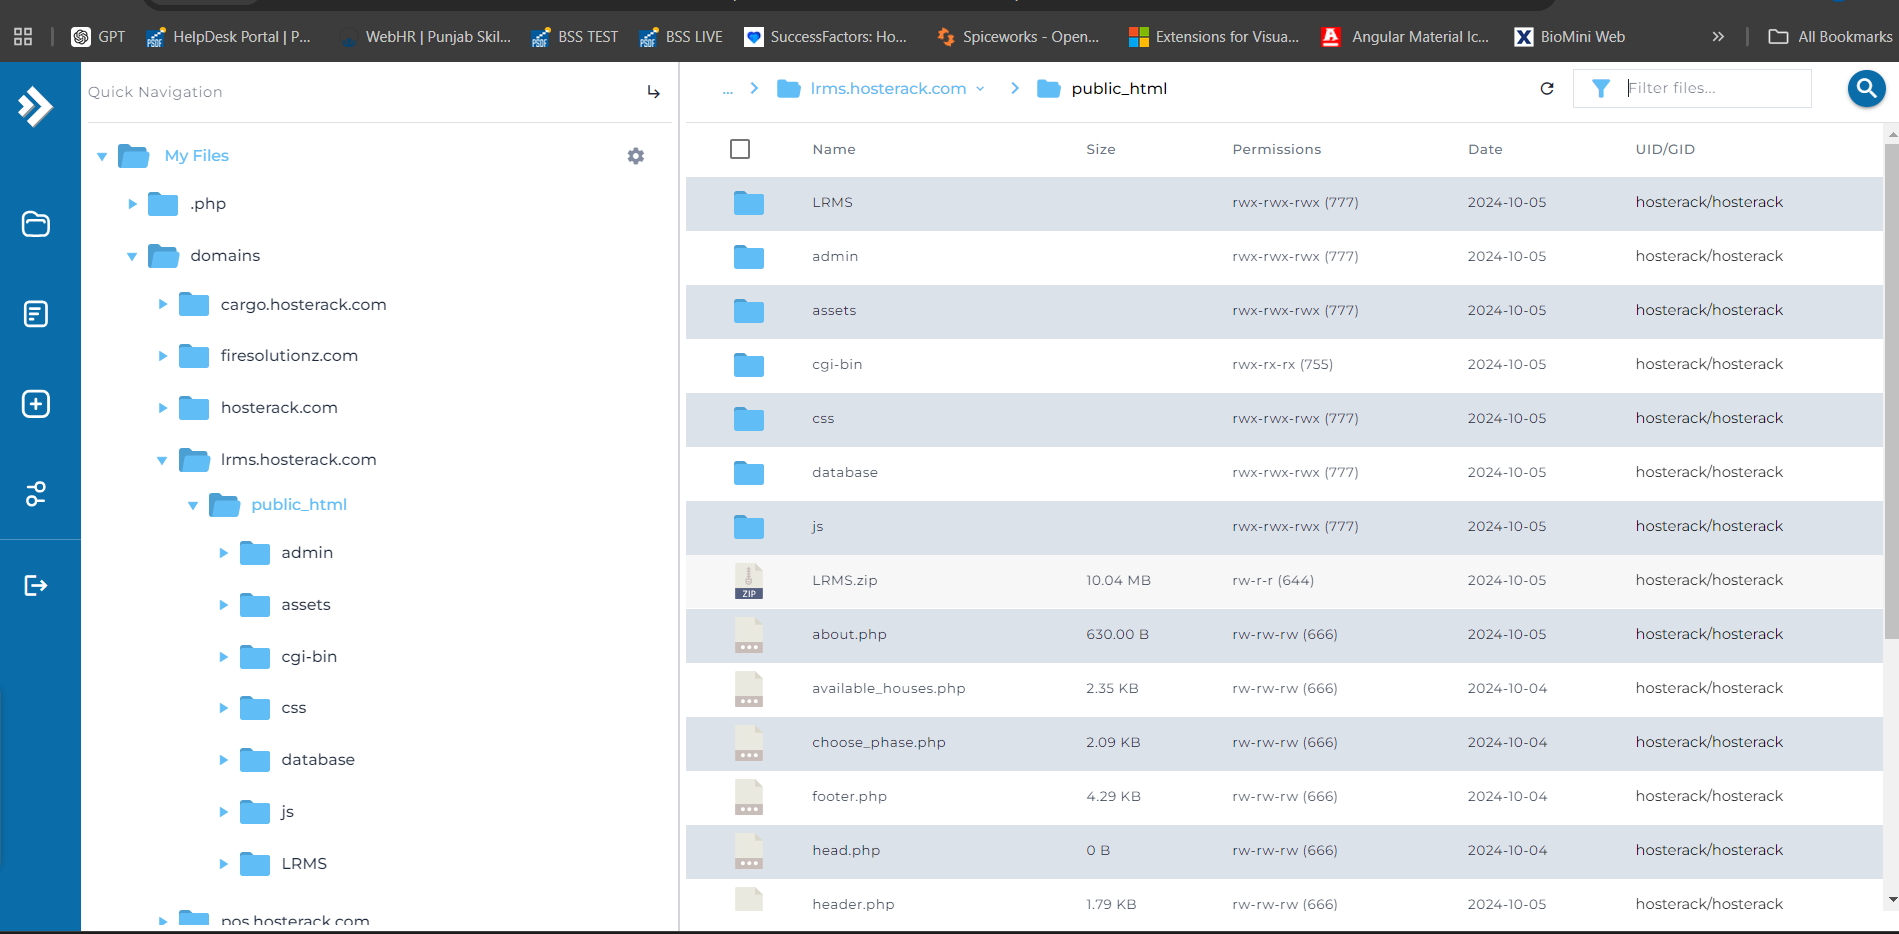 GPT HelpDesk Portal | P... WebHR | Punjab Skil... BSS TEST BSS LIVE SuccessFactors: Ho... Spiceworks - Open... Extensions for Visua... Angular Material Ic... BioMini Web » All Bookmarks
Quick Navigation
My Files
.php
domains
cargo.hosterack.com
firesolutionz.com
hosterack.com
lrms.hosterack.com
public_html
admin
assets
cgi-bin
css
database
js
LRMS
pos.hosterack.com
... lrms.hosterack.com public_html Filter files...
Name Size Permissions Date UID/GID
LRMS rwx-rwx-rwx (777) 2024-10-05 hosterack/hosterack
admin rwx-rwx-rwx (777) 2024-10-05 hosterack/hosterack
assets rwx-rwx-rwx (777) 2024-10-05 hosterack/hosterack
cgi-bin rwx-rx-rx (755) 2024-10-05 hosterack/hosterack
css rwx-rwx-rwx (777) 2024-10-05 hosterack/hosterack
database rwx-rwx-rwx (777) 2024-10-05 hosterack/hosterack
js rwx-rwx-rwx (777) 2024-10-05 hosterack/hosterack
ZIP LRMS.zip 10.04 MB rw-r-r (644) 2024-10-05 hosterack/hosterack
about.php 630.00 B rw-rw-rw (666) 2024-10-05 hosterack/hosterack
available_houses.php 2.35 KB rw-rw-rw (666) 2024-10-04 hosterack/hosterack
choose_phase.php 2.09 KB rw-rw-rw (666) 2024-10-04 hosterack/hosterack
footer.php 4.29 KB rw-rw-rw (666) 2024-10-04 hosterack/hosterack
head.php 0 B rw-rw-rw (666) 2024-10-04 hosterack/hosterack
header.php 1.79 KB rw-rw-rw (666) 2024-10-05 hosterack/hosterack